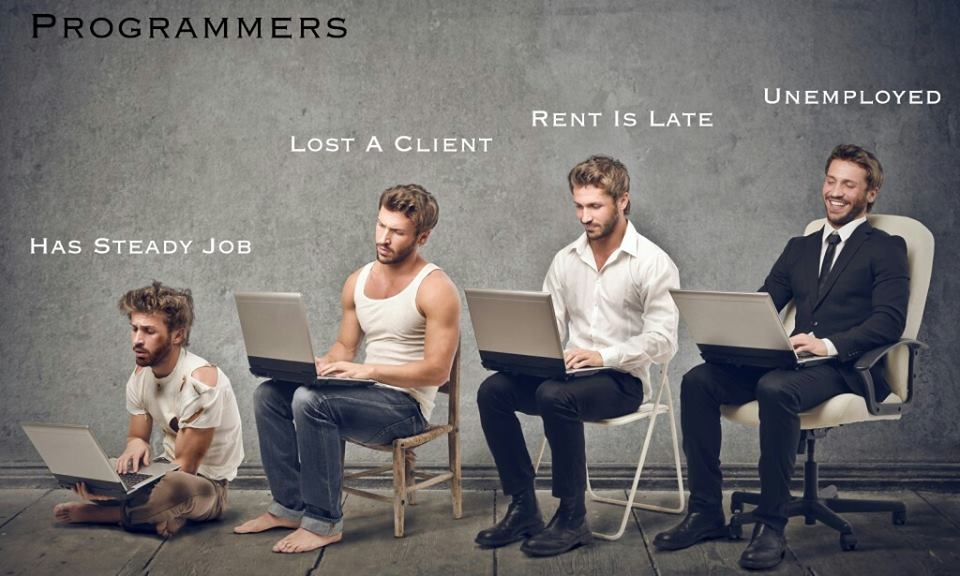 PROGRAMMERS
UNEMPLOYED
RENT IS LATE
LOST A CLIENT
HAS STEADY JOB